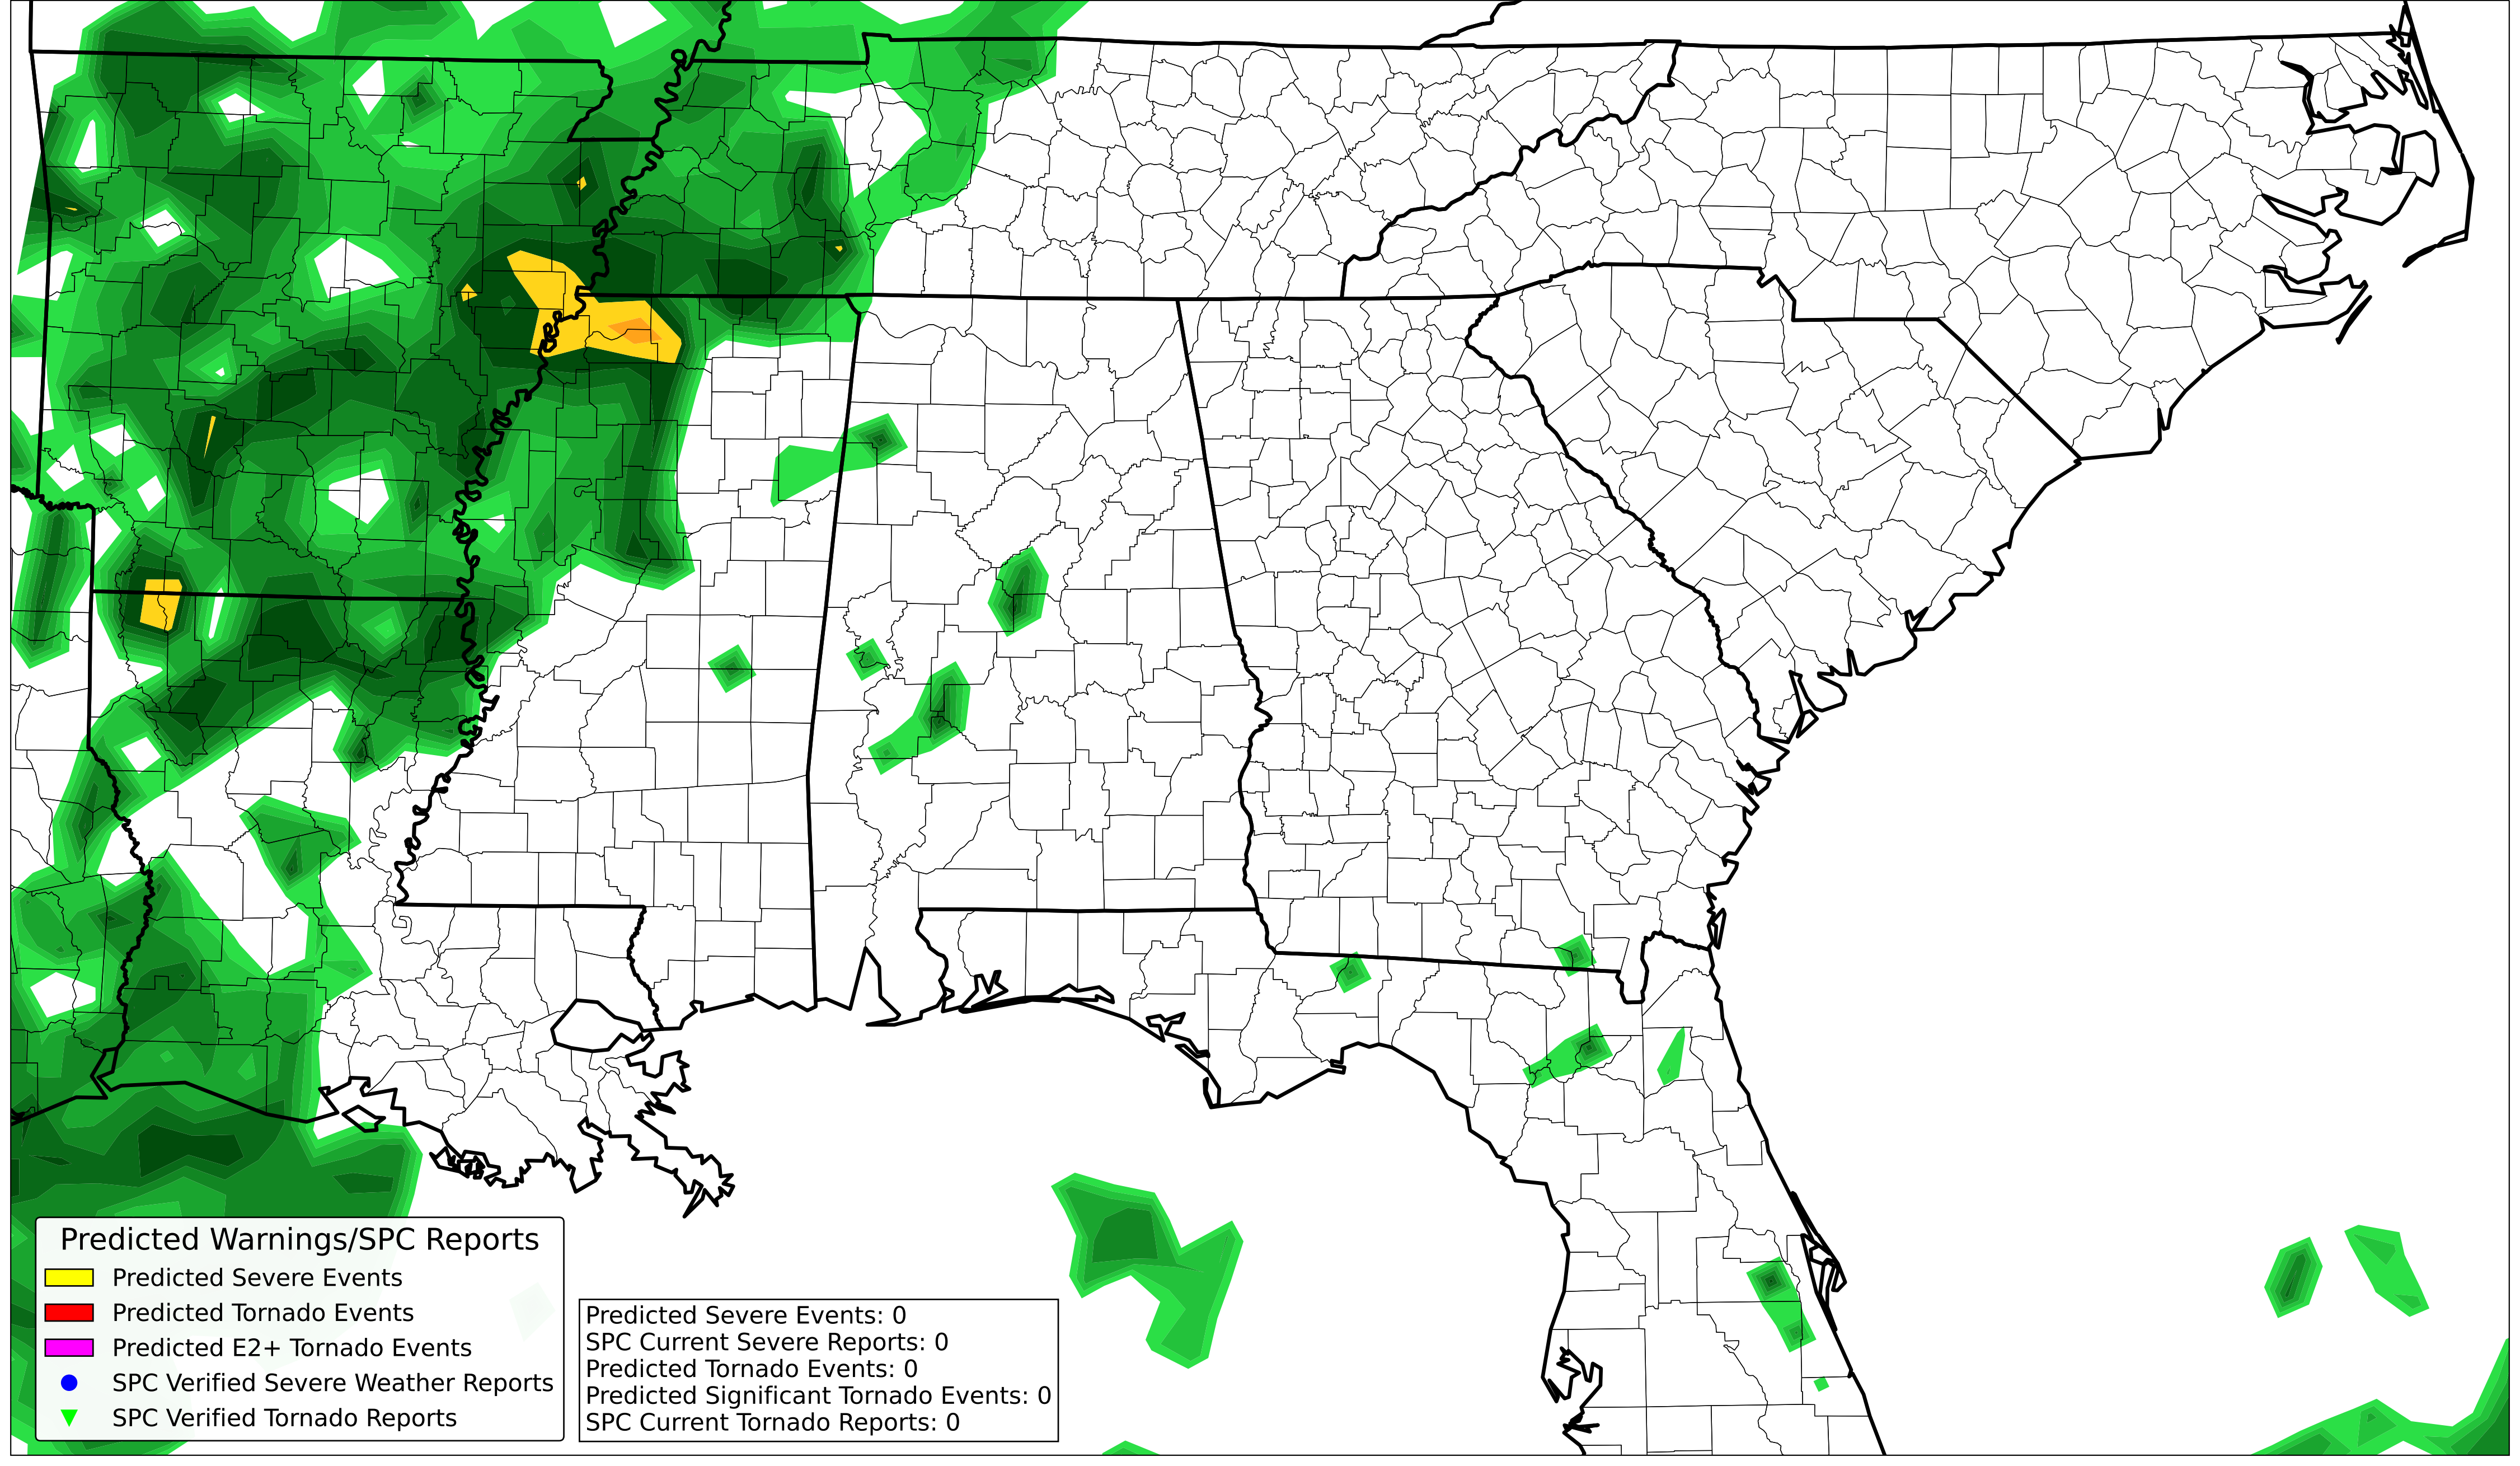 Predicted Warnings/SPC Reports
Predicted Severe Events
Predicted Tornado Events
Predicted E2+ Tornado Events
SPC Verified Severe Weather Reports
SPC Verified Tornado Reports
Predicted Severe Events: 0
SPC Current Severe Reports: 0
Predicted Tornado Events: 0
Predicted Significant Tornado Events: 0
SPC Current Tornado Reports: 0